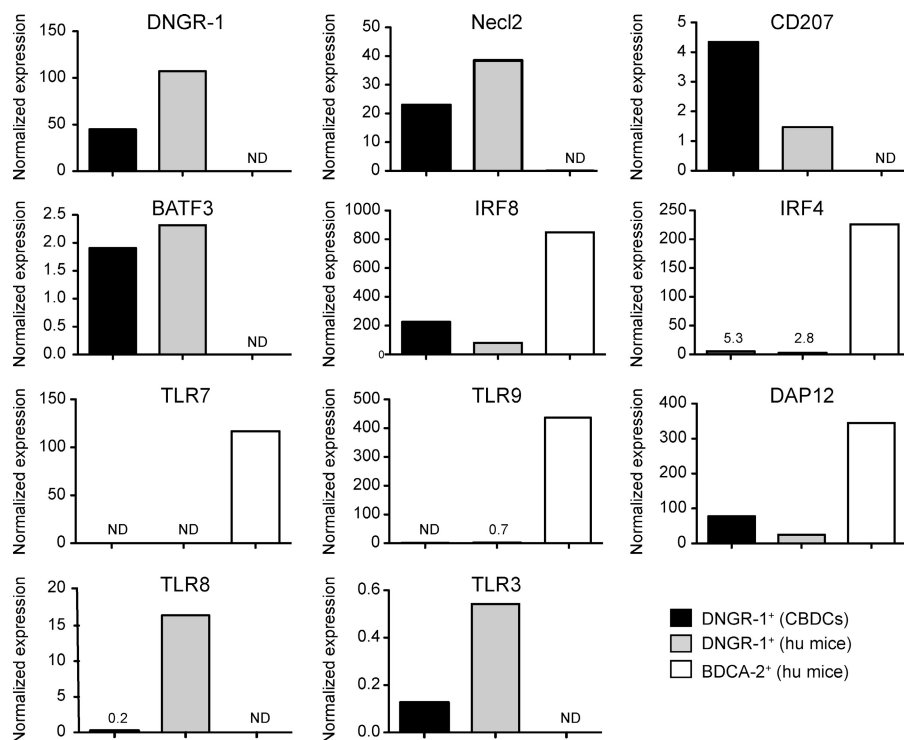 DNGR-1
Normalized expression
150
100
50
0
ND
Necl2
Normalized expression
50
40
30
20
10
0
ND
CD207
Normalized expression
5
4
3
2
1
0
ND
BATF3
Normalized expression
2.5
2.0
1.5
1.0
0.5
0.0
ND
IRF8
Normalized expression
1000
800
600
400
200
0
IRF4
Normalized expression
250
200
150
100
50
0
5.3
2.8
TLR7
Normalized expression
150
100
50
0
ND
ND
TLR9
Normalized expression
500
400
300
200
100
0
ND
0.7
DAP12
Normalized expression
400
300
200
100
0
TLR8
Normalized expression
20
15
10
5
0
0.2
ND
TLR3
Normalized expression
0.6
0.4
0.2
0.0
ND
DNGR-1⁺ (CBDCs)
DNGR-1⁺ (hu mice)
BDCA-2⁺ (hu mice)